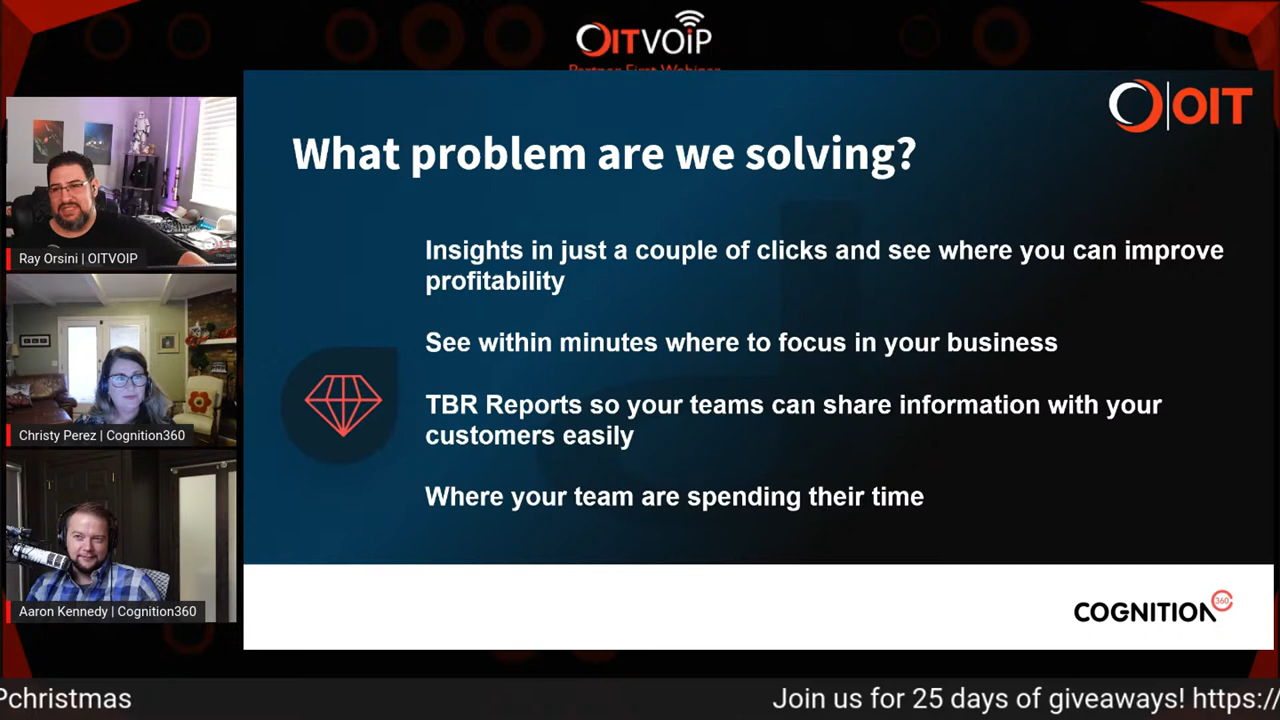 OITVOIP
Partner First Webinar
OIT
What problem are we solving?
Insights in just a couple of clicks and see where you can improve
profitability
See within minutes where to focus in your business
TBR Reports so your teams can share information with your
customers easily
Where your team are spending their time
Ray Orsini | OITVOIP
Christy Perez | Cognition360
Aaron Kennedy | Cognition360
COGNITION 360
Pchristmas
Join us for 25 days of giveaways! https://